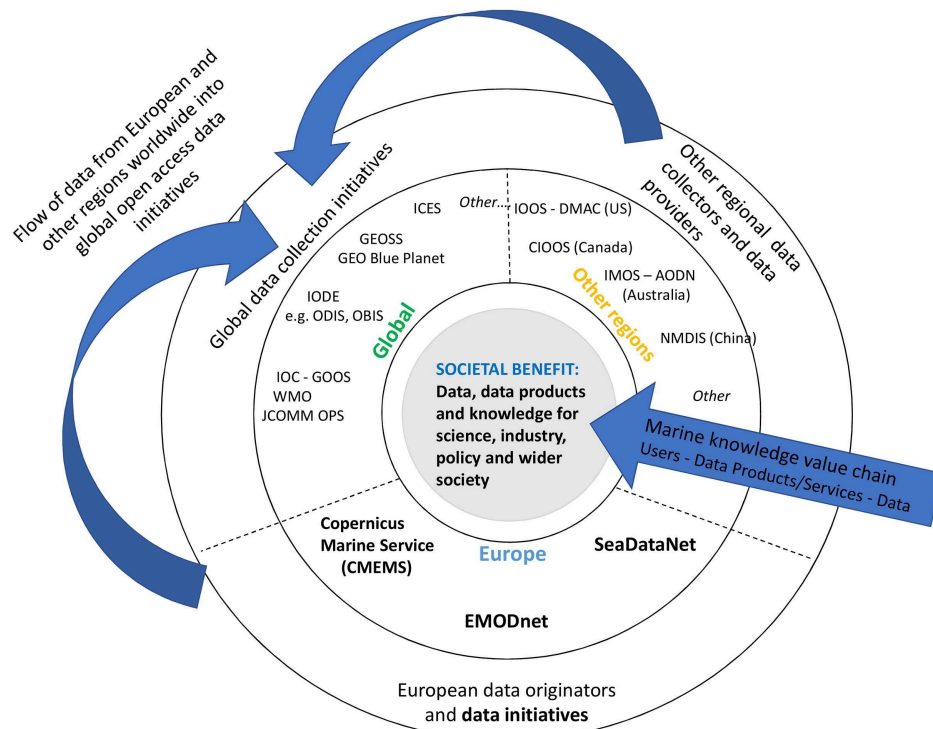 Flow of data from European and
other regions worldwide into
global open access data
initiatives
Global data collection initiatives
Other regional data
collectors and data
providers
ICES
Other...
GEOSS
GEO Blue Planet
IODE
e.g. ODIS, OBIS
IOC - GOOS
WMO
JCOMM OPS
Global
IOOS - DMAC (US)
CIOOS (Canada)
IMOS – AODN
(Australia)
NMDIS (China)
Other
Other regions
SOCIETAL BENEFIT:
Data, data products
and knowledge for
science, industry,
policy and wider
society
Marine knowledge value chain
Users - Data Products/Services - Data
Copernicus
Marine Service
(CMEMS)
Europe
SeaDataNet
EMODnet
European data originators
and data initiatives